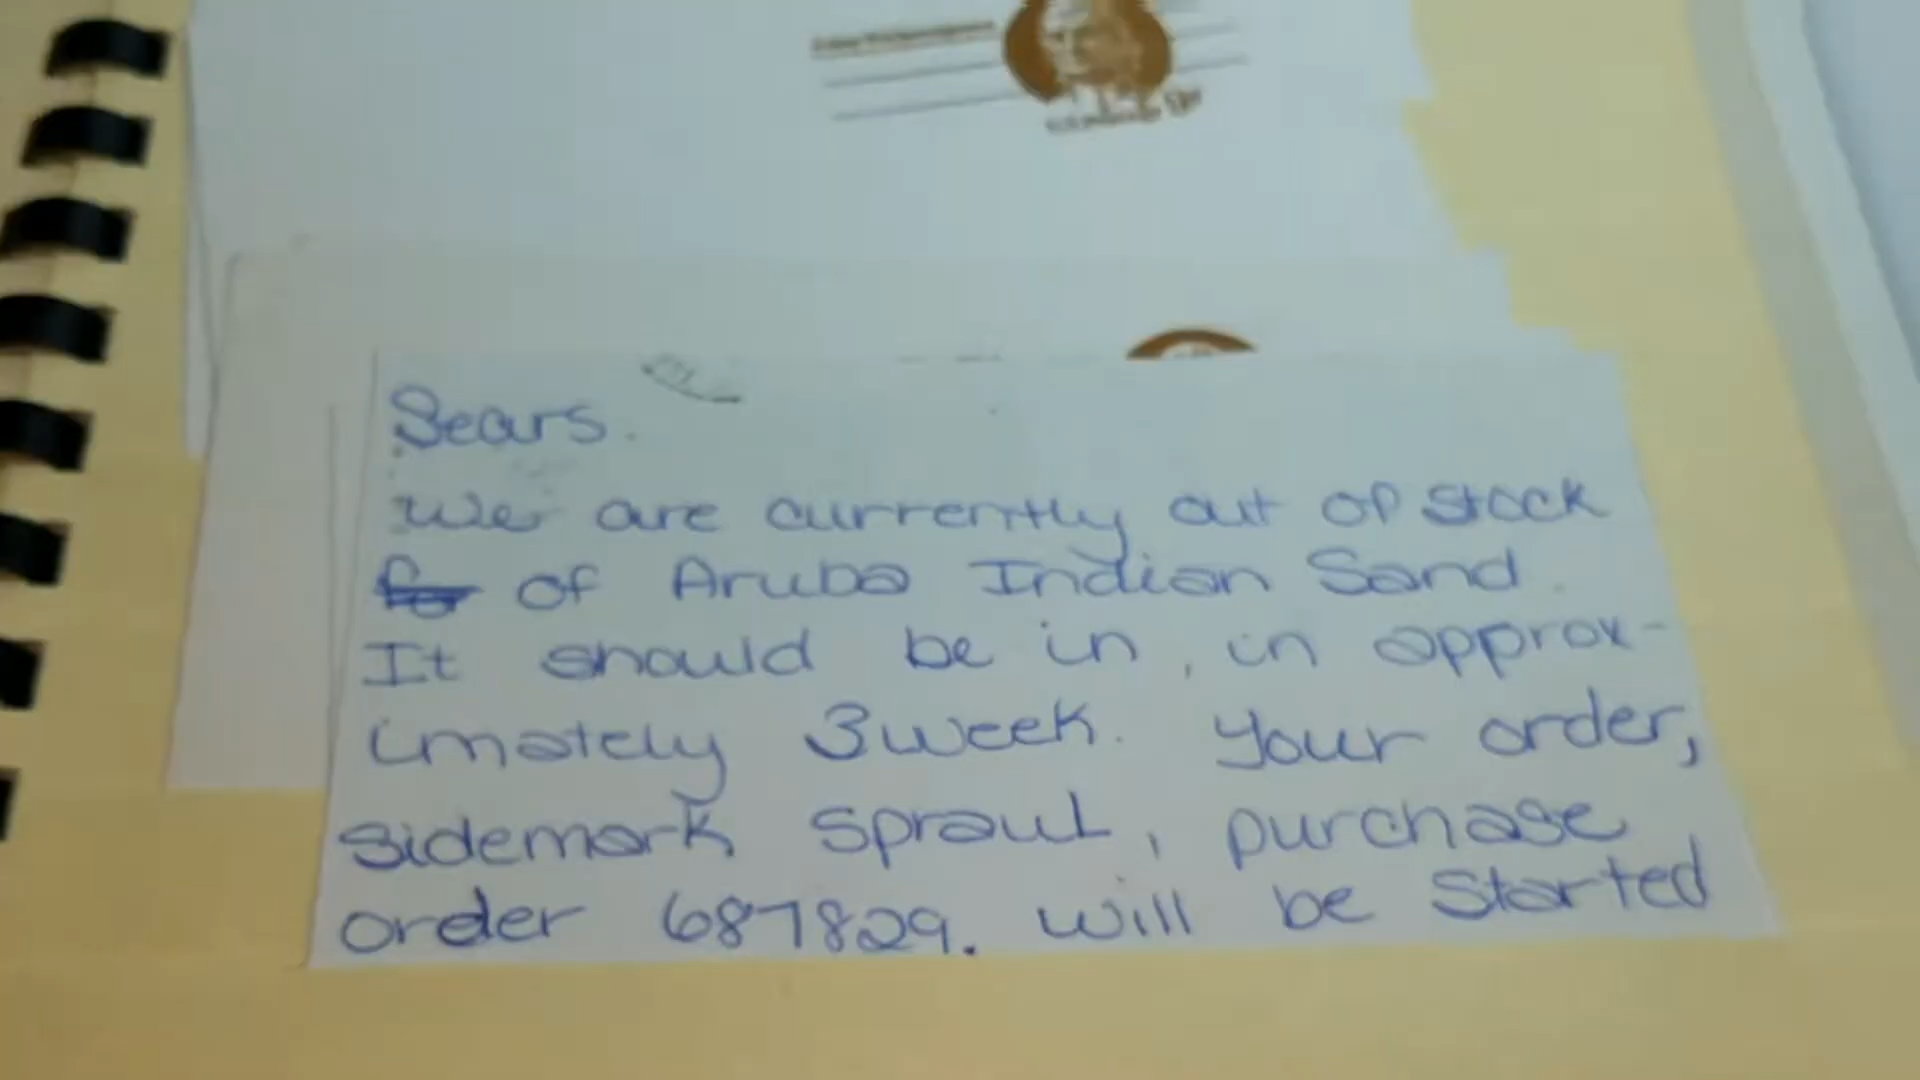 Sears.
We are currently out of stock
of Aruba Indian Sand.
It should be in, in approx-
imately 3 week. Your order,
Sidemark Sproul, purchase
order 687829. will be Started